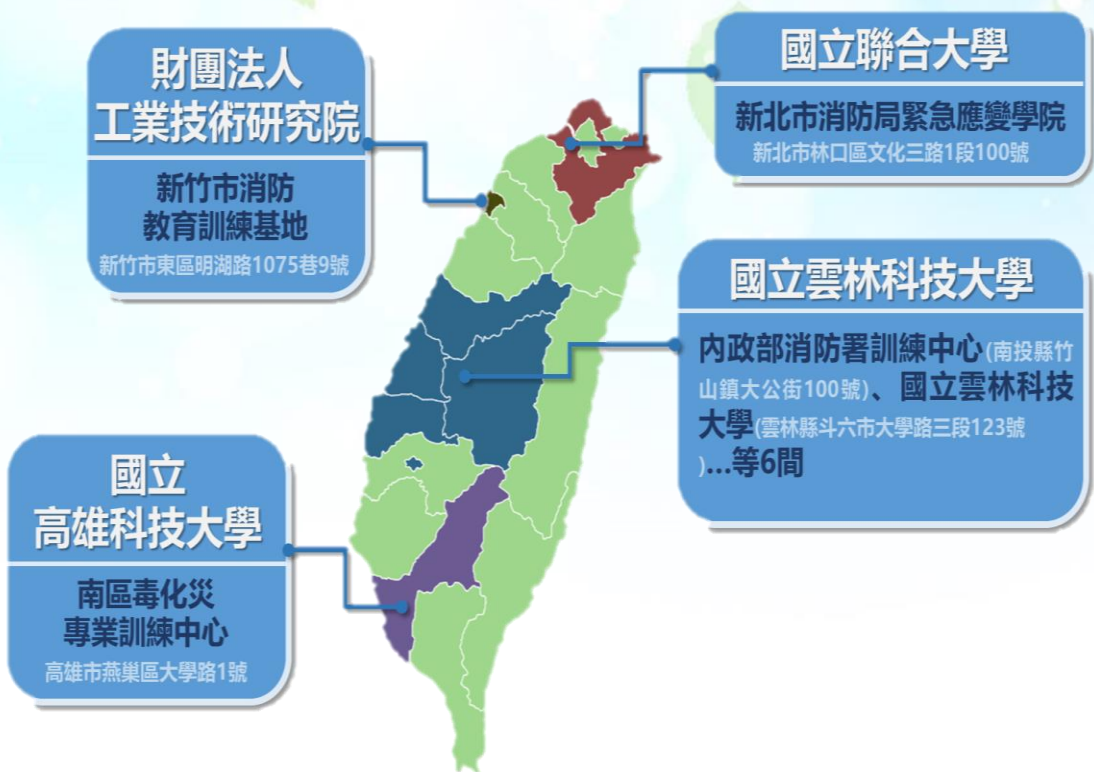 財團法人
工業技術研究院
新竹市消防
教育訓練基地
新竹市東區明湖路1075巷9號
國立聯合大學
新北市消防局緊急應變學院
新北市林口區文化三路1段100號
國立雲林科技大學
內政部消防署訓練中心(南投縣竹
山鎮大公街100號)、國立雲林科技
大學(雲林縣斗六市大學路三段123號
)...等6間
國立
高雄科技大學
南區毒化災
專業訓練中心
高雄市燕巢區大學路1號